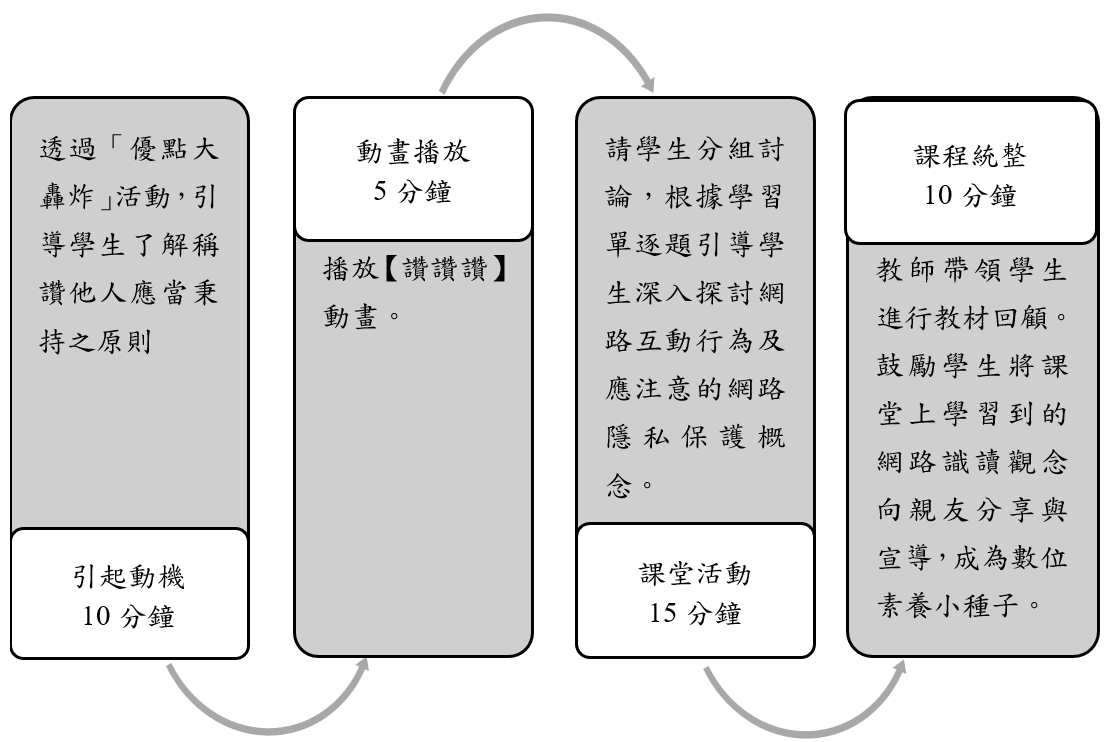 透過「優點大
轟炸」活動，引
導學生了解稱
讚他人應當秉
持之原則
引起動機
10 分鐘
動畫播放
5 分鐘
播放【讚讚讚】
動畫。
請學生分組討
論，根據學習
單逐題引導學
生深入探討網
路互動行為及
應注意的網路
隱私保護概
念。
課堂活動
15 分鐘
課程統整
10 分鐘
教師帶領學生
進行教材回顧。
鼓勵學生將課
堂上學習到的
網路識讀觀念
向親友分享與
宣導，成為數位
素養小種子。